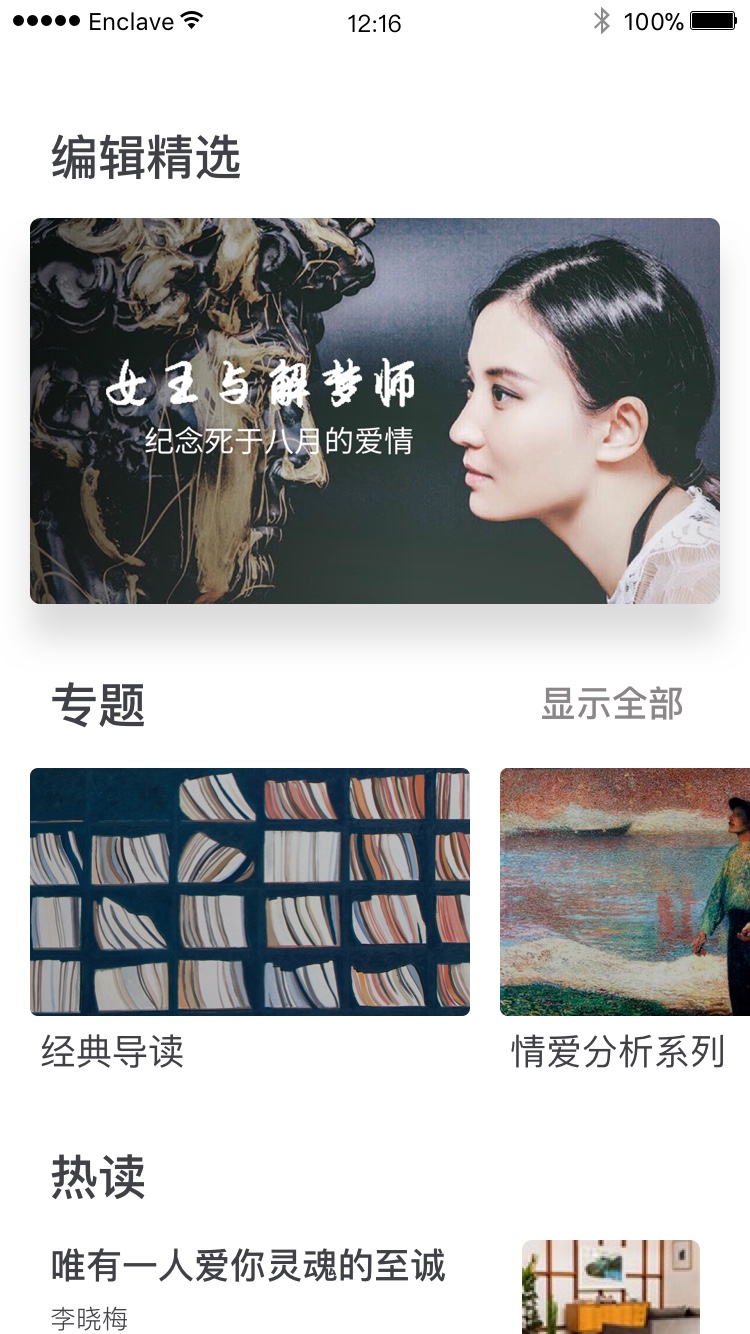 Enclave 12:16 100%
编辑精选
女王与解梦师
纪念死于八月的爱情
专题 显示全部
经典导读 情爱分析系列
热读
唯有一人爱你灵魂的至诚
李晓梅